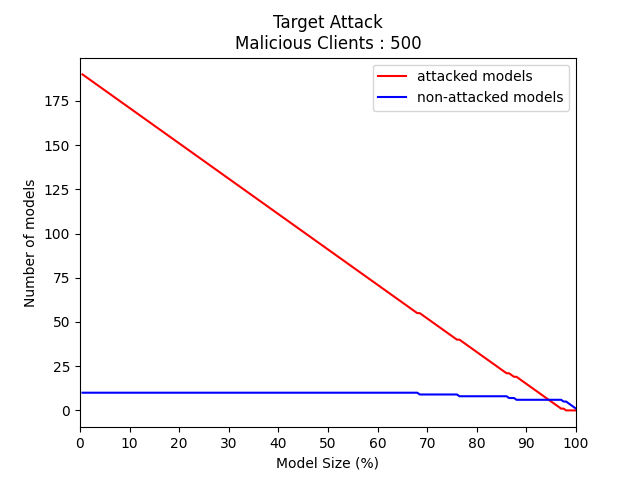 Target Attack
Malicious Clients : 500
attacked models
non-attacked models
Number of models
175
150
125
100
75
50
25
0
0 10 20 30 40 50 60 70 80 90 100
Model Size (%)